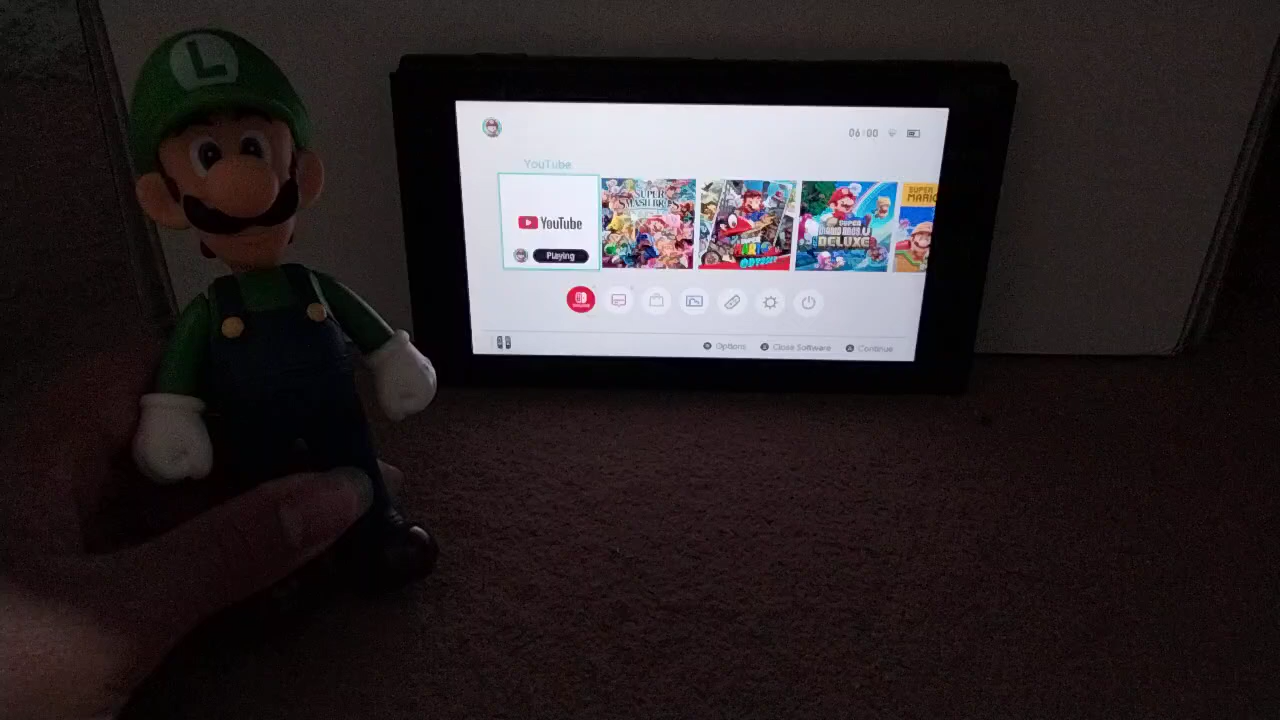 L
06:00
YouTube
YouTube
Playing
SUPER
SMASH BROS
SUPER
MARIO
ODYSSEY
SUPER
MARIO BROS. U
DELUXE
SUPER
MARIO
Options
Close Software
Continue